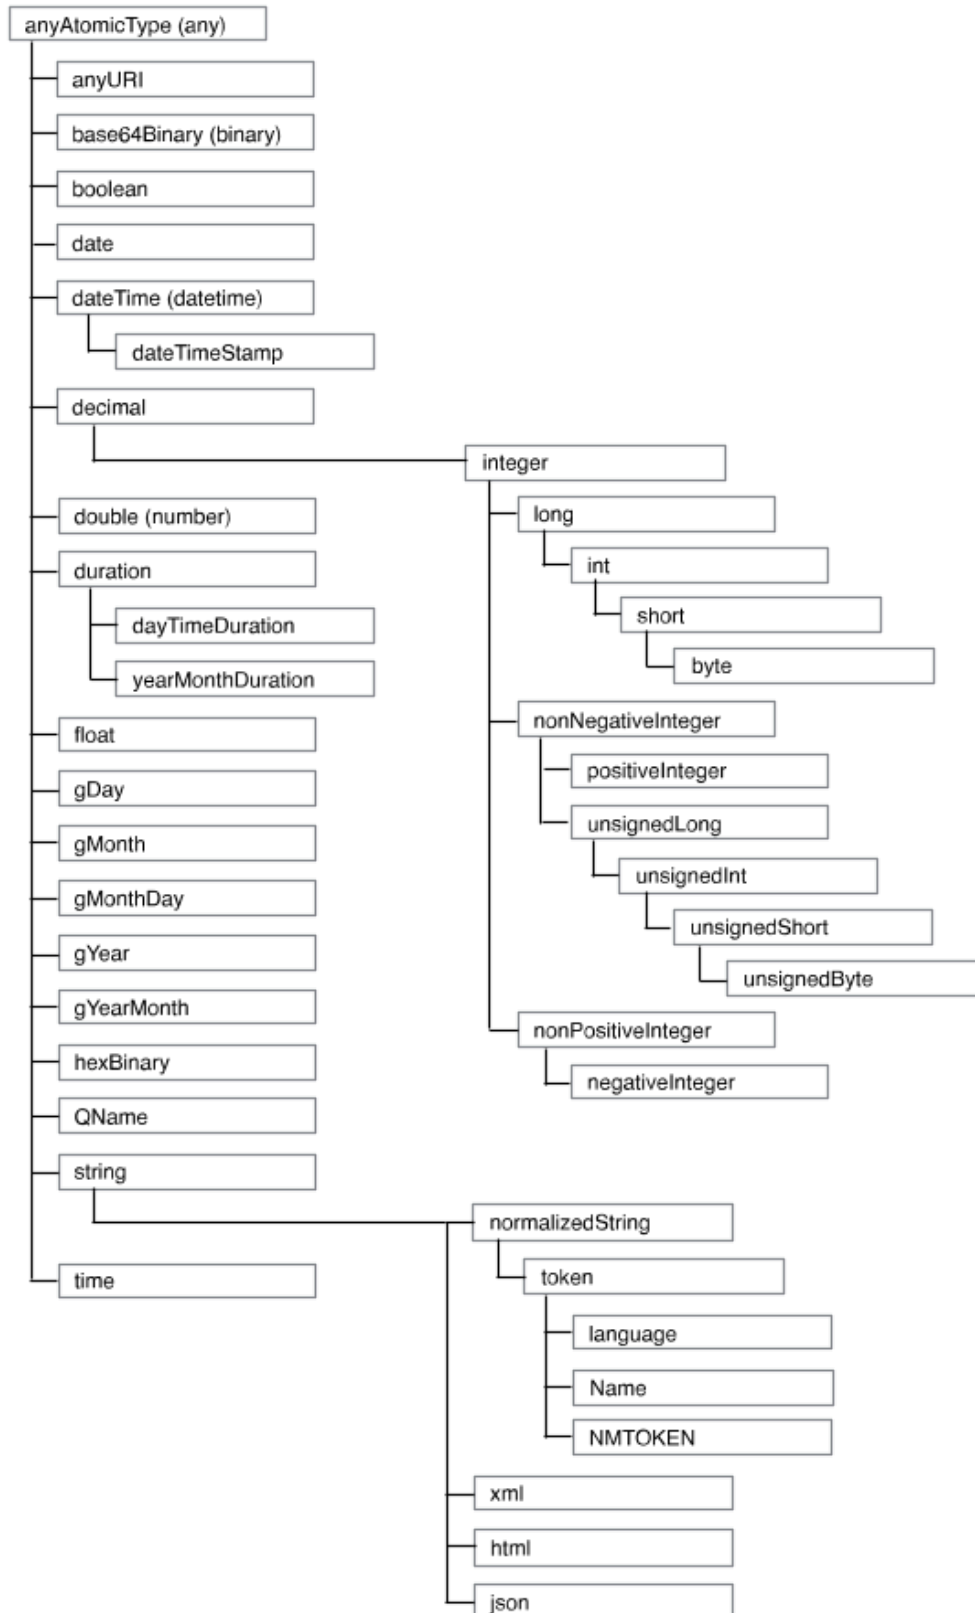 anyAtomicType (any)
anyURI
base64Binary (binary)
boolean
date
dateTime (datetime)
dateTimeStamp
decimal
integer
long
double (number)
int
duration
short
dayTimeDuration
byte
yearMonthDuration
nonNegativeInteger
float
positiveInteger
gDay
unsignedLong
gMonth
unsignedInt
gMonthDay
unsignedShort
gYear
unsignedByte
gYearMonth
nonPositiveInteger
hexBinary
negativeInteger
QName
string
normalizedString
token
time
language
Name
NMTOKEN
xml
html
json